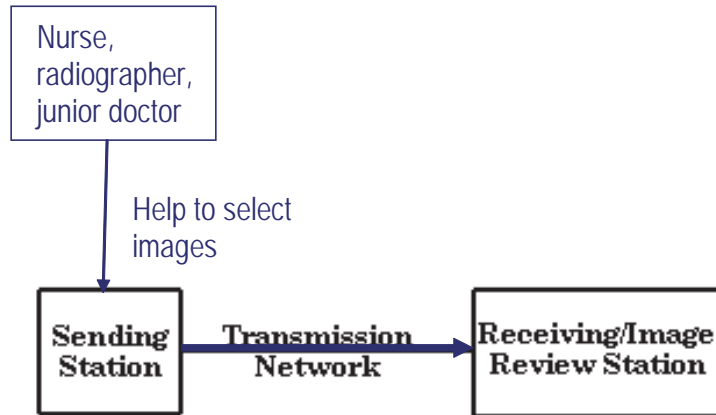 Nurse,
radiographer,
junior doctor
Help to select
images
Sending
Station
Transmission
Network
Receiving/Image
Review Station